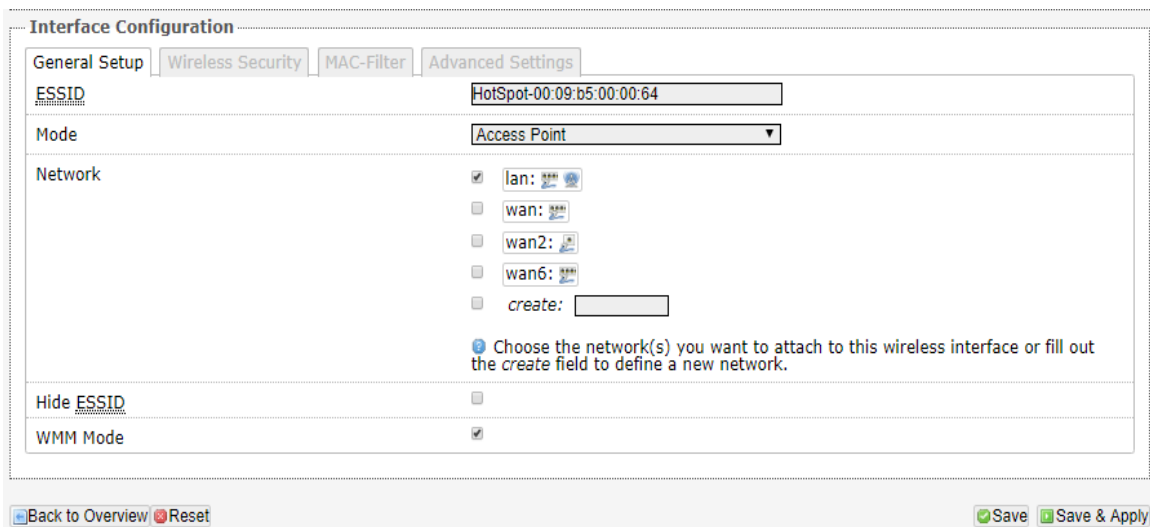 Interface Configuration
General Setup Wireless Security MAC-Filter Advanced Settings
ESSID HotSpot-00:09:b5:00:00:64
Mode Access Point
Network lan:
wan:
wan2:
wan6:
create:
Choose the network(s) you want to attach to this wireless interface or fill out
the create field to define a new network.
Hide ESSID
WMM Mode
Back to Overview Reset Save Save & Apply